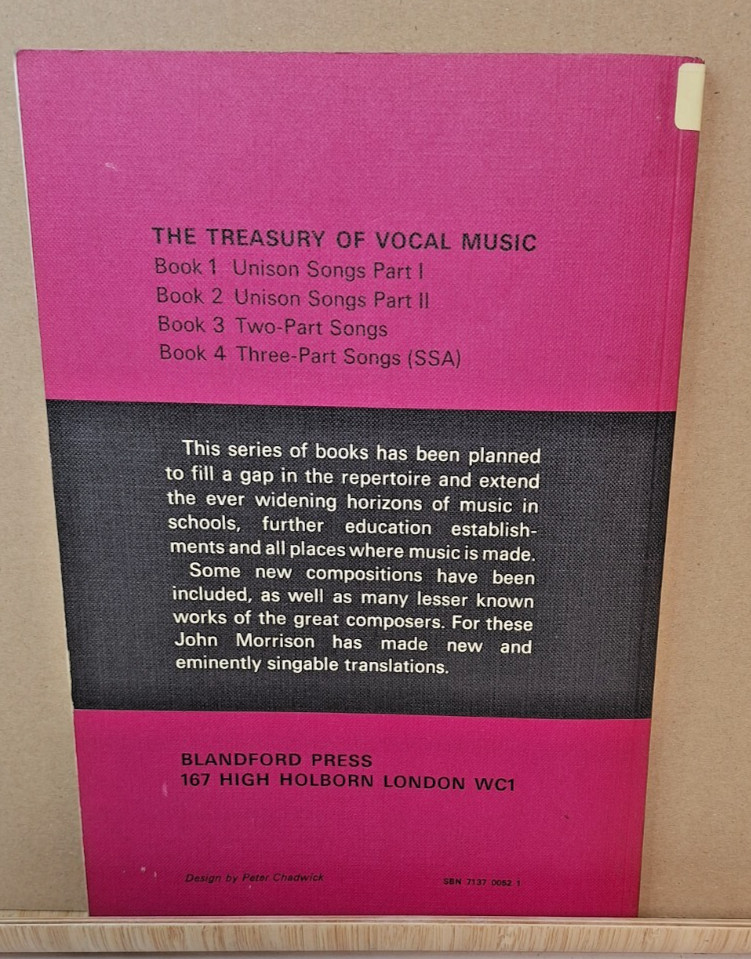 THE TREASURY OF VOCAL MUSIC
Book 1 Unison Songs Part I
Book 2 Unison Songs Part II
Book 3 Two-Part Songs
Book 4 Three-Part Songs (SSA)
This series of books has been planned
to fill a gap in the repertoire and extend
the ever widening horizons of music in
schools, further education establish-
ments and all places where music is made.
Some new compositions have been
included, as well as many lesser known
works of the great composers. For these
John Morrison has made new and
eminently singable translations.
BLANDFORD PRESS
167 HIGH HOLBORN LONDON WC1
Design by Peter Chadwick
SBN 7137 0052 1